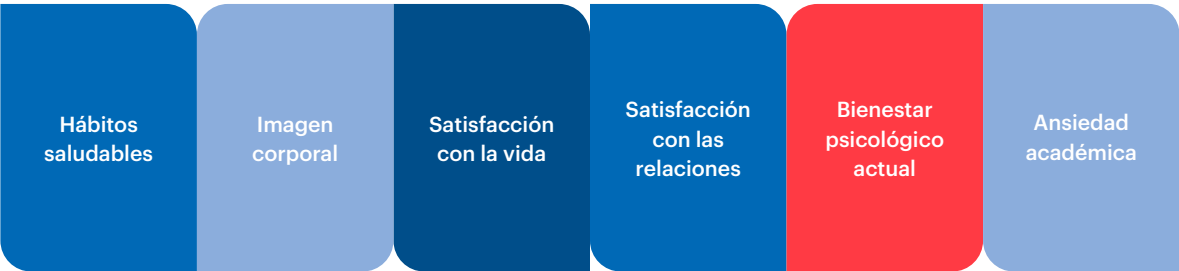 Hábitos
saludables
Imagen
corporal
Satisfacción
con la vida
Satisfacción
con las
relaciones
Bienestar
psicológico
actual
Ansiedad
académica